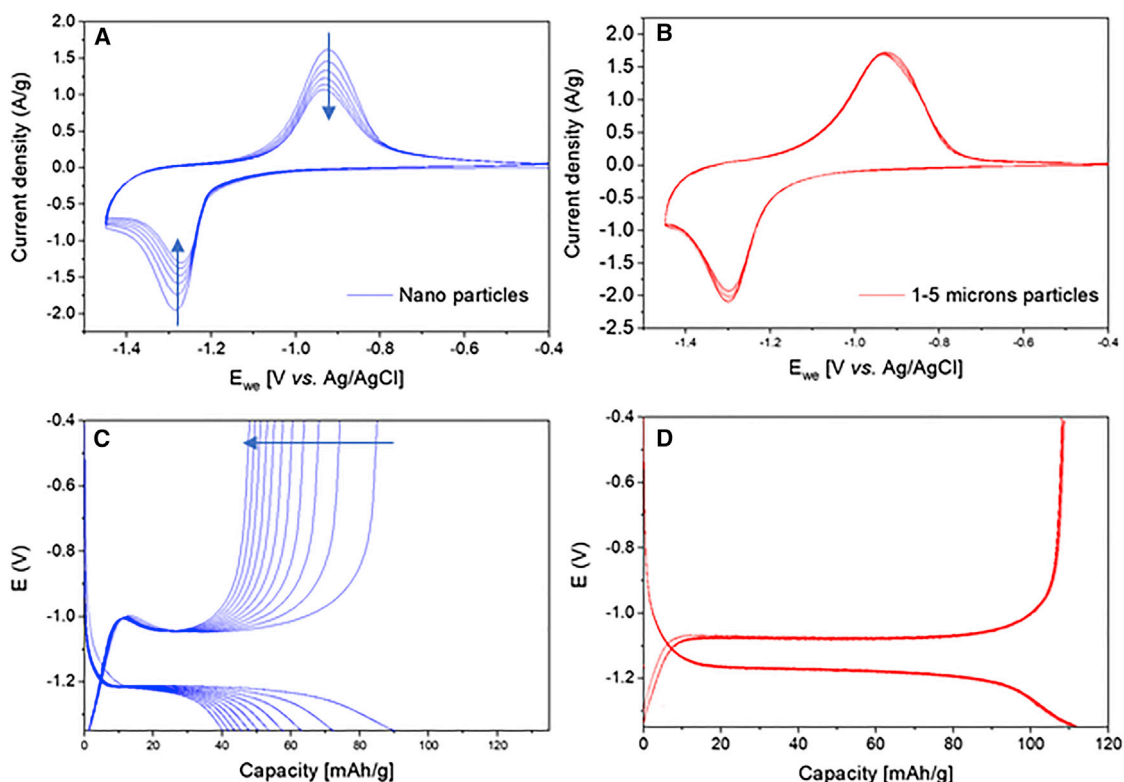 A
2.0
1.5
1.0
0.5
0.0
-0.5
-1.0
-1.5
-2.0
Current density (A/g)
Nano particles
-1.4 -1.2 -1.0 -0.8 -0.6 -0.4
E_we [V vs. Ag/AgCl]
B
2.0
1.5
1.0
0.5
0.0
-0.5
-1.0
-1.5
-2.0
-2.5
Current density (A/g)
1-5 microns particles
-1.4 -1.2 -1.0 -0.8 -0.6 -0.4
E_we [V vs. Ag/AgCl]
C
-0.4
-0.6
-0.8
-1.0
-1.2
E (V)
0 20 40 60 80 100 120
Capacity [mAh/g]
D
-0.4
-0.6
-0.8
-1.0
-1.2
E (V)
0 20 40 60 80 100 120
Capacity [mAh/g]